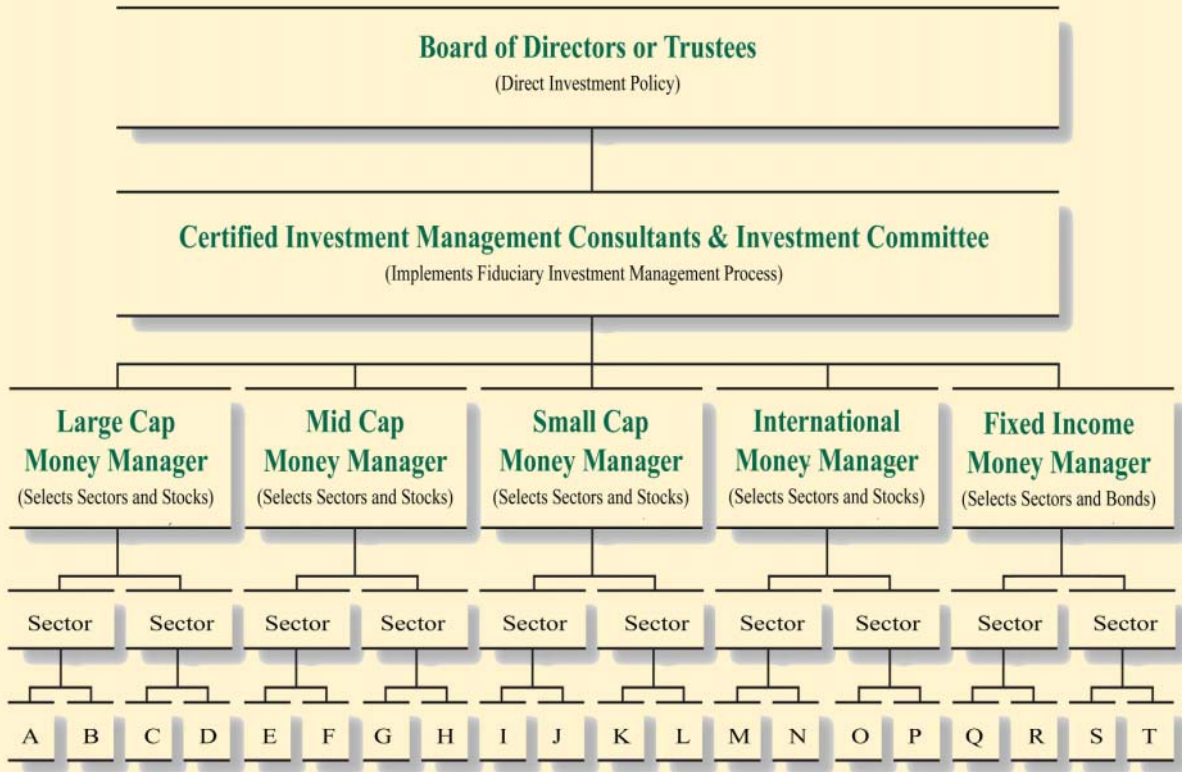 Board of Directors or Trustees
(Direct Investment Policy)
Certified Investment Management Consultants & Investment Committee
(Implements Fiduciary Investment Management Process)
Large Cap
Money Manager
(Selects Sectors and Stocks)
Mid Cap
Money Manager
(Selects Sectors and Stocks)
Small Cap
Money Manager
(Selects Sectors and Stocks)
International
Money Manager
(Selects Sectors and Stocks)
Fixed Income
Money Manager
(Selects Sectors and Bonds)
Sector Sector Sector Sector Sector Sector Sector Sector Sector Sector
A B C D E F G H I J K L M N O P Q R S T